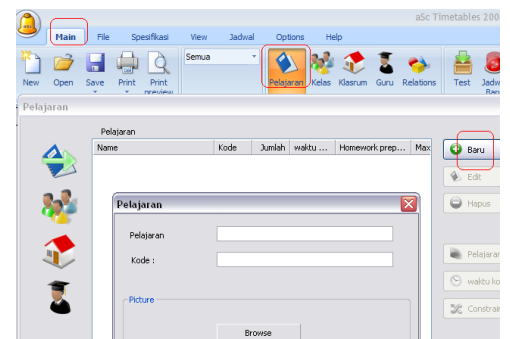 aSc Timetables 200
Main File Spesifikasi View Jadwal Options Help
Semua
New Open Save Print Print preview Pelajaran Kelas Klasrum Guru Relations Test Jadw
Baru
Pelajaran
Pelajaran
Name Kode Jumlah waktu ... Homework prep... Max
Baru
Edit
Hapus
Pelajaran
waktu ko
Constrain
Pelajaran
Pelajaran
Kode :
Picture
Browse